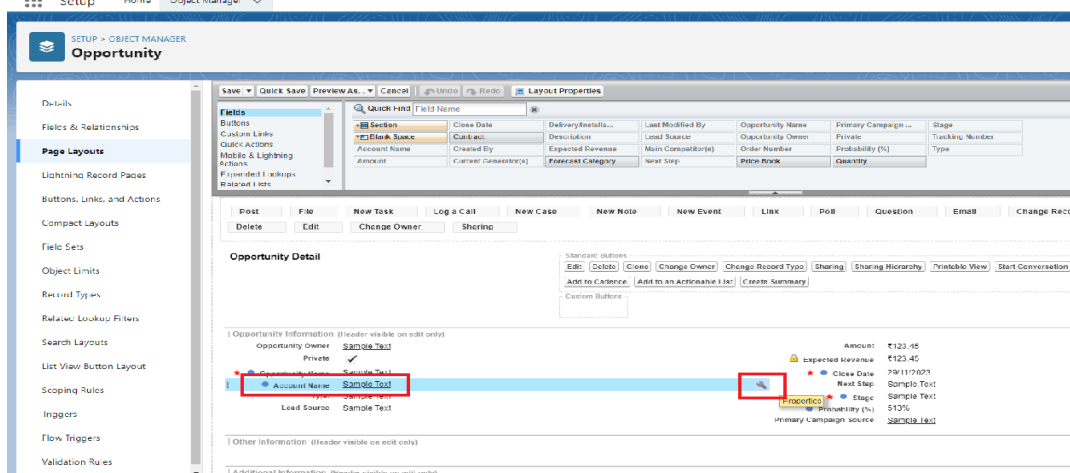 Setup Home Object Manager
SETUP > OBJECT MANAGER
Opportunity
Details
Fields & Relationships
Page Layouts
Lightning Record Pages
Buttons, Links, and Actions
Compact Layouts
Field Sets
Object Limits
Record Types
Related Lookup Filters
Search Layouts
List View Button Layout
Scoping Rules
Triggers
Flow Triggers
Validation Rules
Save Quick Save Preview As... Cancel Undo Redo Layout Properties
Fields
Buttons
Custom Links
Quick Actions
Mobile & Lightning
Actions
Expanded Lookups
Related Lists
Quick Find Field Name
Section Close Date Delivery/Installa... Last Modified By Opportunity Name Primary Campaign ... Stage
Blank Space Contract Description Lead Source Opportunity Owner Private Tracking Number
Account Name Created By Expected Revenue Main Competitor(s) Order Number Probability (%) Type
Amount Current Generator(s) Forecast Category Next Step Price Book Quantity
Post File New Task Log a Call New Case New Note New Event Link Poll Question Email Change Reco
Delete Edit Change Owner Sharing
Opportunity Detail
Standard Buttons
Edit Delete Clone Change Owner Change Record Type Sharing Sharing Hierarchy Printable View Start Conversation
Add to Cadence Add to an Actionable List Create Summary
Custom Buttons
Opportunity Information (Header visible on edit only)
Opportunity Owner Sample Text Amount ₹123.45
Private Expected Revenue ₹123.45
* Opportunity Name Sample Text * Close Date 29/11/2023
Account Name Sample Text Next Step Sample Text
Type Sample Text Properties * Stage Sample Text
Lead Source Sample Text Probability (%)
Primary Campaign Source Sample Text
Other Information (Header visible on edit only)
Additional Information (Header visible on edit only)